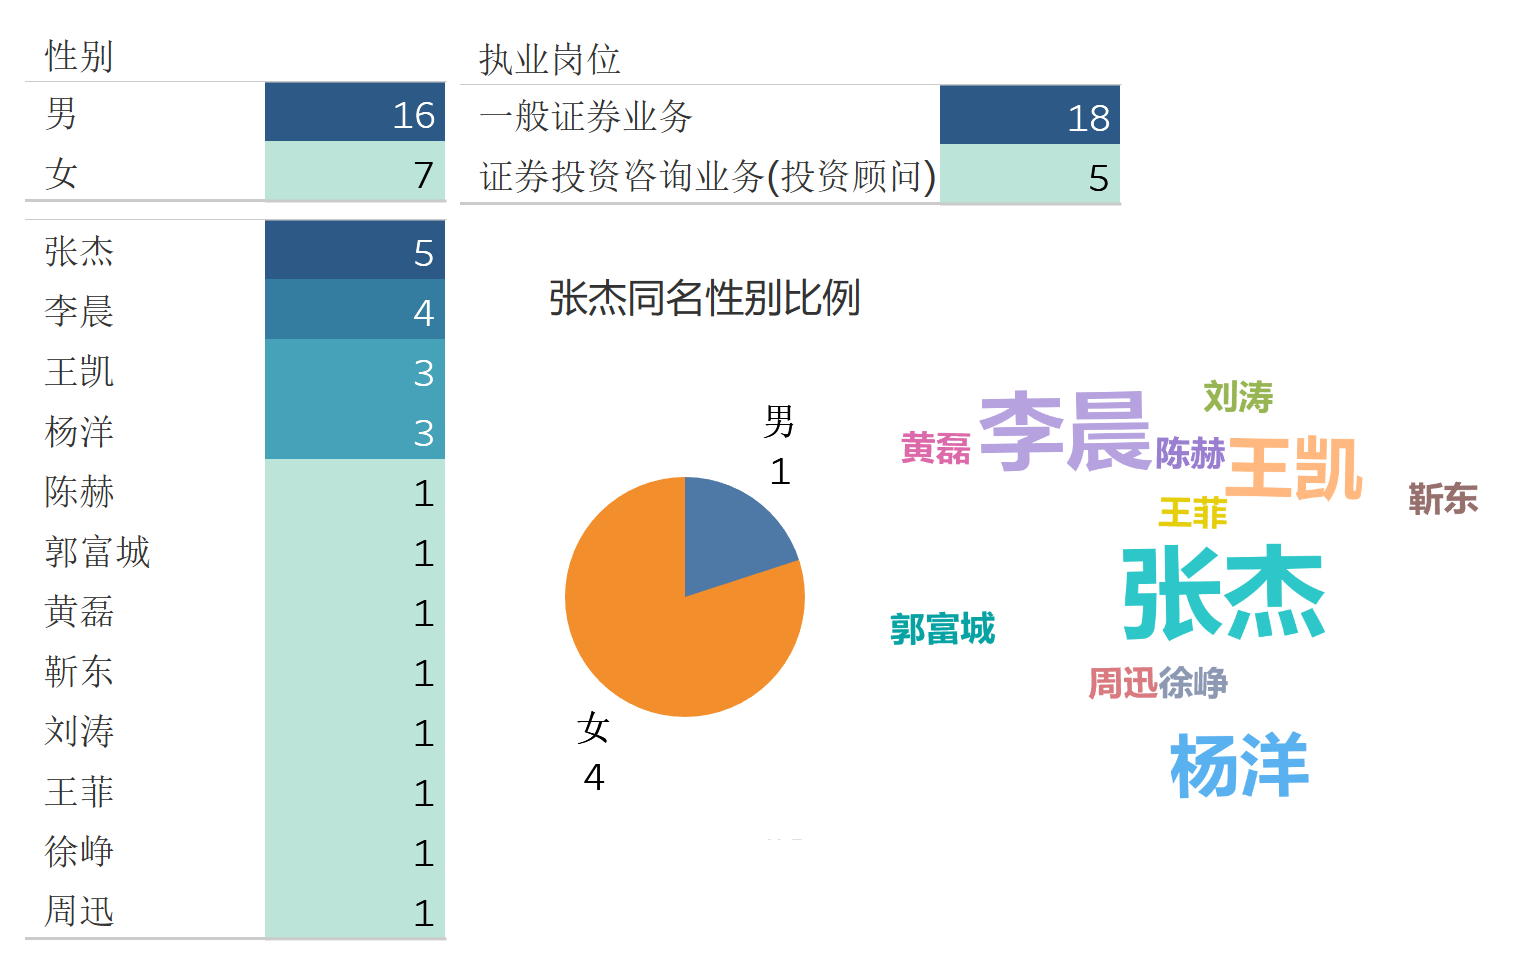 性别
男 16
女 7
执业岗位
一般证券业务 18
证券投资咨询业务(投资顾问) 5
张杰 5
李晨 4
王凯 3
杨洋 3
陈赫 1
郭富城 1
黄磊 1
靳东 1
刘涛 1
王菲 1
徐峥 1
周迅 1
张杰同名性别比例
男
1
女
4
刘涛
李晨
黄磊
陈赫
王凯
靳东
王菲
张杰
郭富城
周迅
徐峥
杨洋